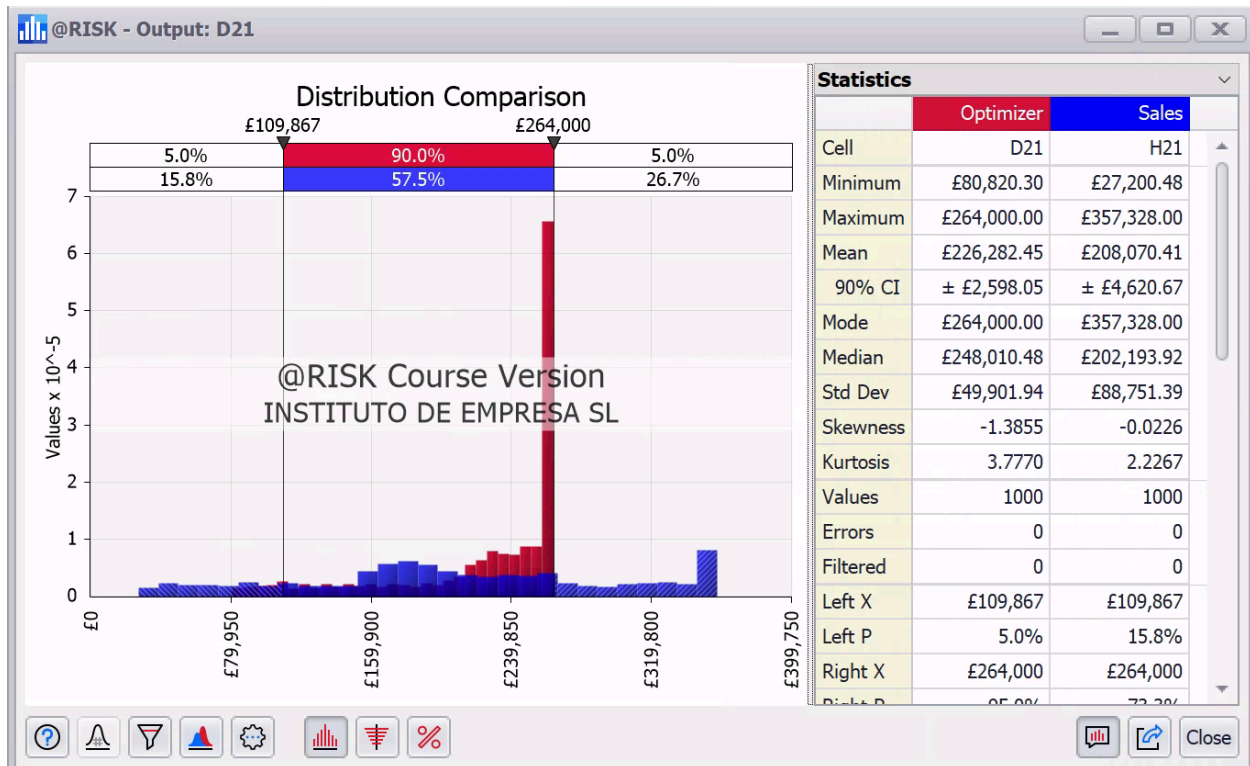 @RISK - Output: D21
Distribution Comparison
£109,867 £264,000
5.0% 90.0% 5.0%
15.8% 57.5% 26.7%
7
6
5
4
3
2
1
0
Values x 10^-5
@RISK Course Version
INSTITUTO DE EMPRESA SL
£0 £79,950 £159,900 £239,850 £319,800 £399,750
Statistics
Optimizer Sales
Cell D21 H21
Minimum £80,820.30 £27,200.48
Maximum £264,000.00 £357,328.00
Mean £226,282.45 £208,070.41
90% CI ± £2,598.05 ± £4,620.67
Mode £264,000.00 £357,328.00
Median £248,010.48 £202,193.92
Std Dev £49,901.94 £88,751.39
Skewness -1.3855 -0.0226
Kurtosis 3.7770 2.2267
Values 1000 1000
Errors 0 0
Filtered 0 0
Left X £109,867 £109,867
Left P 5.0% 15.8%
Right X £264,000 £264,000
Close